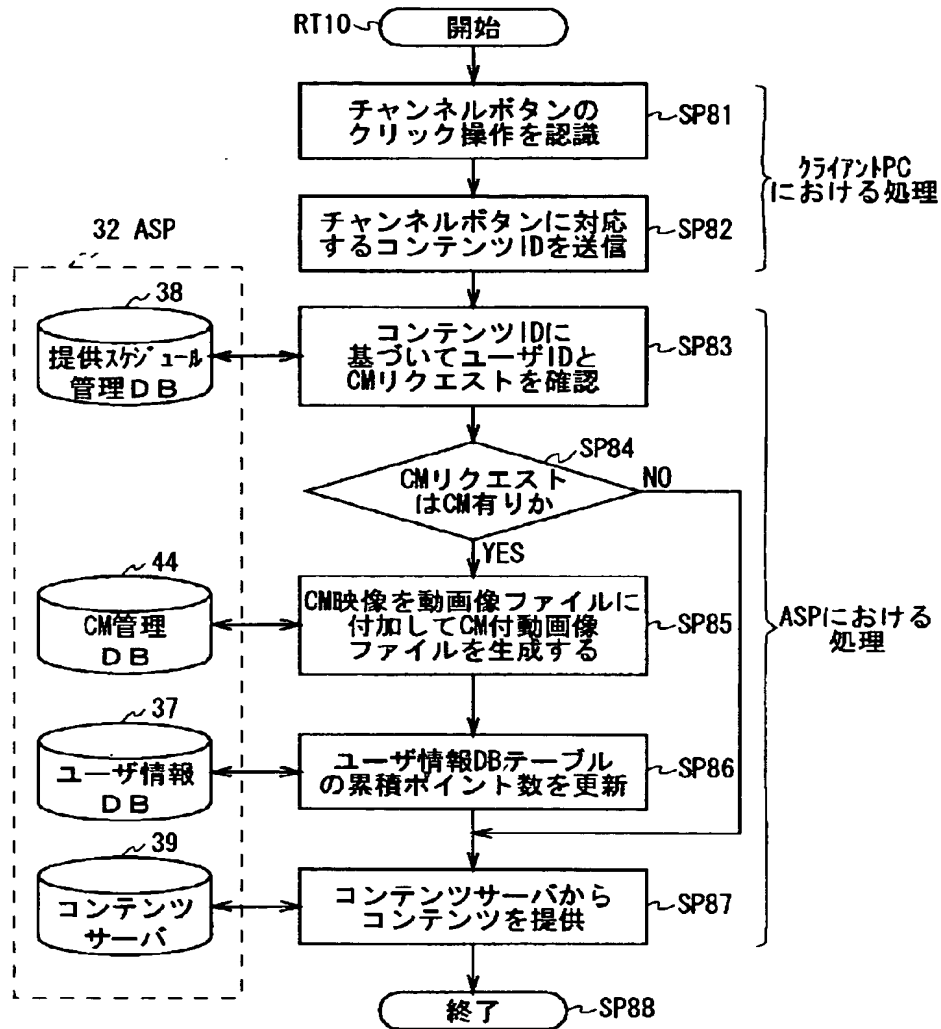 RT10
開始
チャンネルボタンの
クリック操作を認識
SP81
クライアントPC
における処理
チャンネルボタンに対応
するコンテンツIDを送信
SP82
32 ASP
38
提供スケジュール
管理DB
コンテンツIDに
基づいてユーザIDと
CMリクエストを確認
SP83
SP84
CMリクエスト
はCM有りか
NO
YES
44
CM管理
DB
CM映像を動画像ファイルに
付加してCM付動画像
ファイルを生成する
SP85
ASPにおける
処理
37
ユーザ情報
DB
ユーザ情報DBテーブル
の累積ポイント数を更新
SP86
39
コンテンツ
サーバ
コンテンツサーバから
コンテンツを提供
SP87
終了
SP88